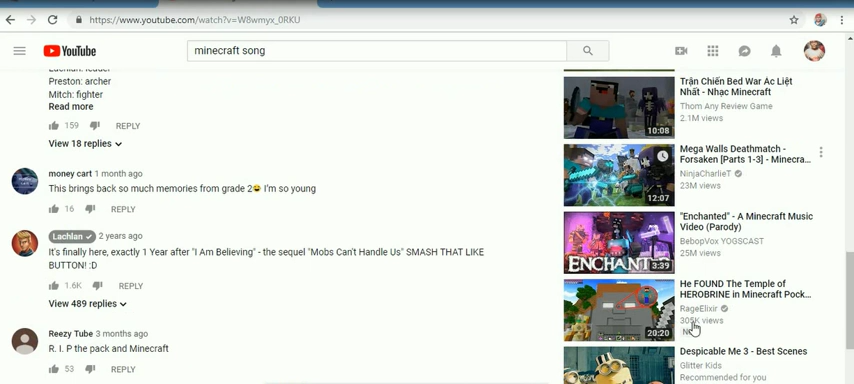 https://www.youtube.com/watch?v=W8wmyx_0RKU
YouTube
minecraft song
Preston: archer
Mitch: fighter
Read more
159 REPLY
View 18 replies
money cart 1 month ago
This brings back so much memories from grade 2😀 I'm so young
16 REPLY
Lachlan 2 years ago
It's finally here, exactly 1 Year after "I Am Believing" - the sequel "Mobs Can't Handle Us" SMASH THAT LIKE
BUTTON! :D
1.6K REPLY
View 489 replies
Reezy Tube 3 months ago
R. I. P the pack and Minecraft
53 REPLY
10:08
Trận Chiến Bed War Ác Liệt
Nhất - Nhạc Minecraft
Thom Any Review Game
2.1M views
12:07
Mega Walls Deathmatch -
Forsaken [Parts 1-3] - Minecra...
NinjaCharlieT
23M views
ENCHANTED
3:39
"Enchanted" - A Minecraft Music
Video (Parody)
BebopVox YOGSCAST
25M views
20:20
He FOUND The Temple of
HEROBRINE in Minecraft Pock...
RageElixir
305K views
Despicable Me 3 - Best Scenes
Glitter Kids
Recommended for you